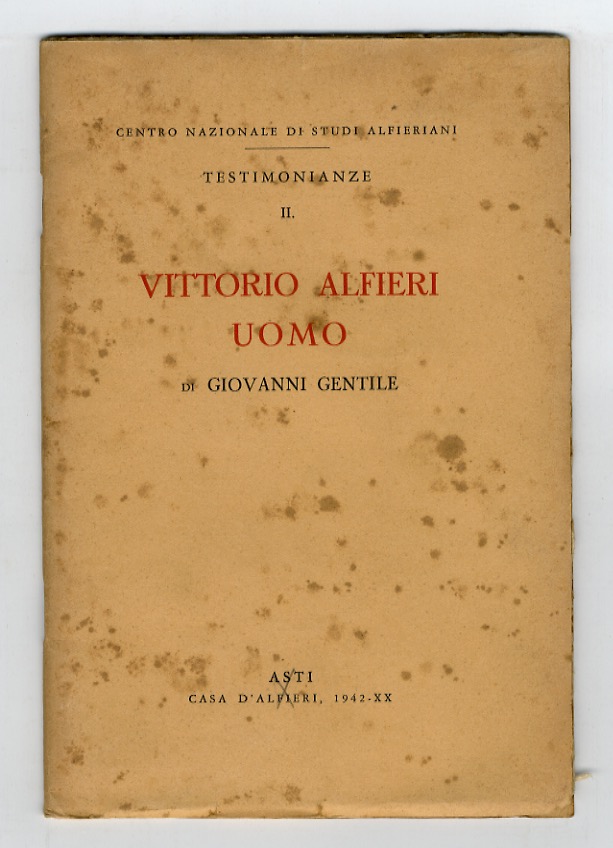 CENTRO NAZIONALE DI STUDI ALFIERIANI
TESTIMONIANZE
II.
VITTORIO ALFIERI
UOMO
DI GIOVANNI GENTILE
ASTI
CASA D'ALFIERI, 1942-XX